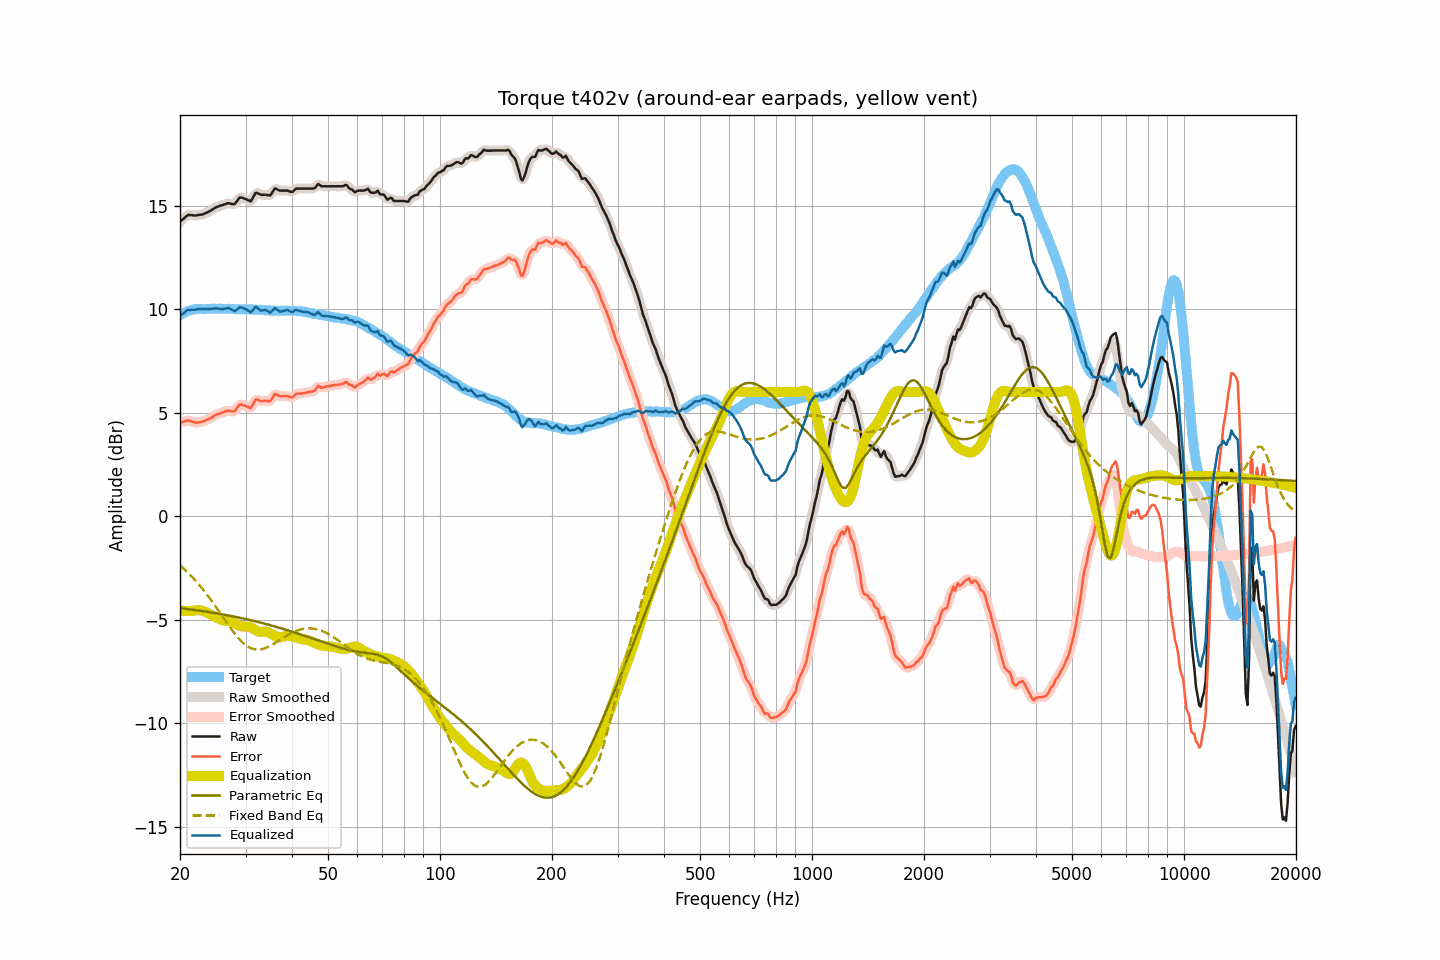 Torque t402v (around-ear earpads, yellow vent)
15
10
5
0
−5
−10
−15
Amplitude (dBr)
Target
Raw Smoothed
Error Smoothed
Raw
Error
Equalization
Parametric Eq
Fixed Band Eq
Equalized
20 50 100 200 500 1000 2000 5000 10000 20000
Frequency (Hz)